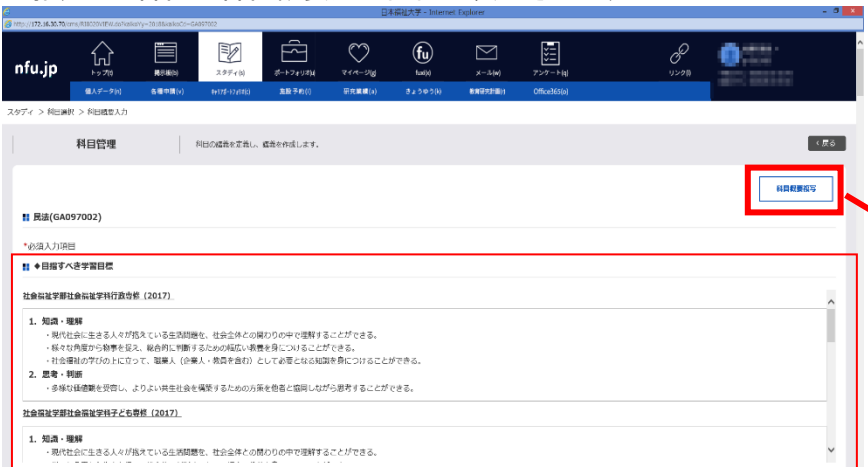 日本福祉大学 - Internet Explorer
nfu.jp
トップ(t) 掲示板(b) スタディ(s) ポートフォリオ(u) マイページ(g) fuxi(x) メール(w) アンケート(q) リンク(l)
個人データ(n) 各種申請(v) 施設予約(i) 研究業績(a) きょうゆう(k) Office365(o)
スタディ > 科目選択 > 科目概要入力
科目管理 科目の講義を定義し、講義を作成します。 <戻る
科目概要複写
民法(GA097002)
*必須入力項目
◆目指すべき学習目標
社会福祉学部社会福祉学科行政専修 (2017)
1. 知識・理解
・現代社会に生きる人々が抱えている生活問題を、社会全体との関わりの中で理解することができる。
・様々な角度から物事を捉え、総合的に判断するための幅広い教養を身につけることができる。
・社会福祉の学びの上に立って、職業人(企業人・教員を含む)として必要となる知識を身につけることができる。
2. 思考・判断
・多様な価値観を受容し、よりよい共生社会を構築するための方策を他者と協同しながら思考することができる。
社会福祉学部社会福祉学科子ども専修 (2017)
1. 知識・理解
・現代社会に生きる人々が抱えている生活問題を、社会全体との関わりの中で理解することができる。